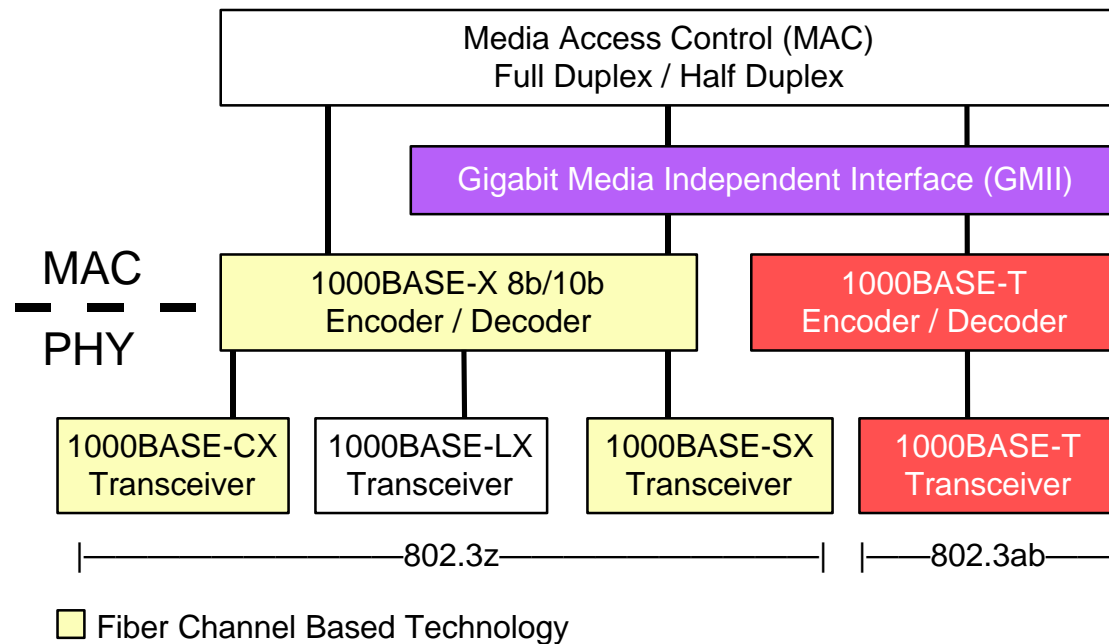 Media Access Control (MAC)
Full Duplex / Half Duplex
Gigabit Media Independent Interface (GMII)
MAC
PHY
1000BASE-X 8b/10b
Encoder / Decoder
1000BASE-T
Encoder / Decoder
1000BASE-CX
Transceiver
1000BASE-LX
Transceiver
1000BASE-SX
Transceiver
1000BASE-T
Transceiver
802.3z
802.3ab
Fiber Channel Based Technology